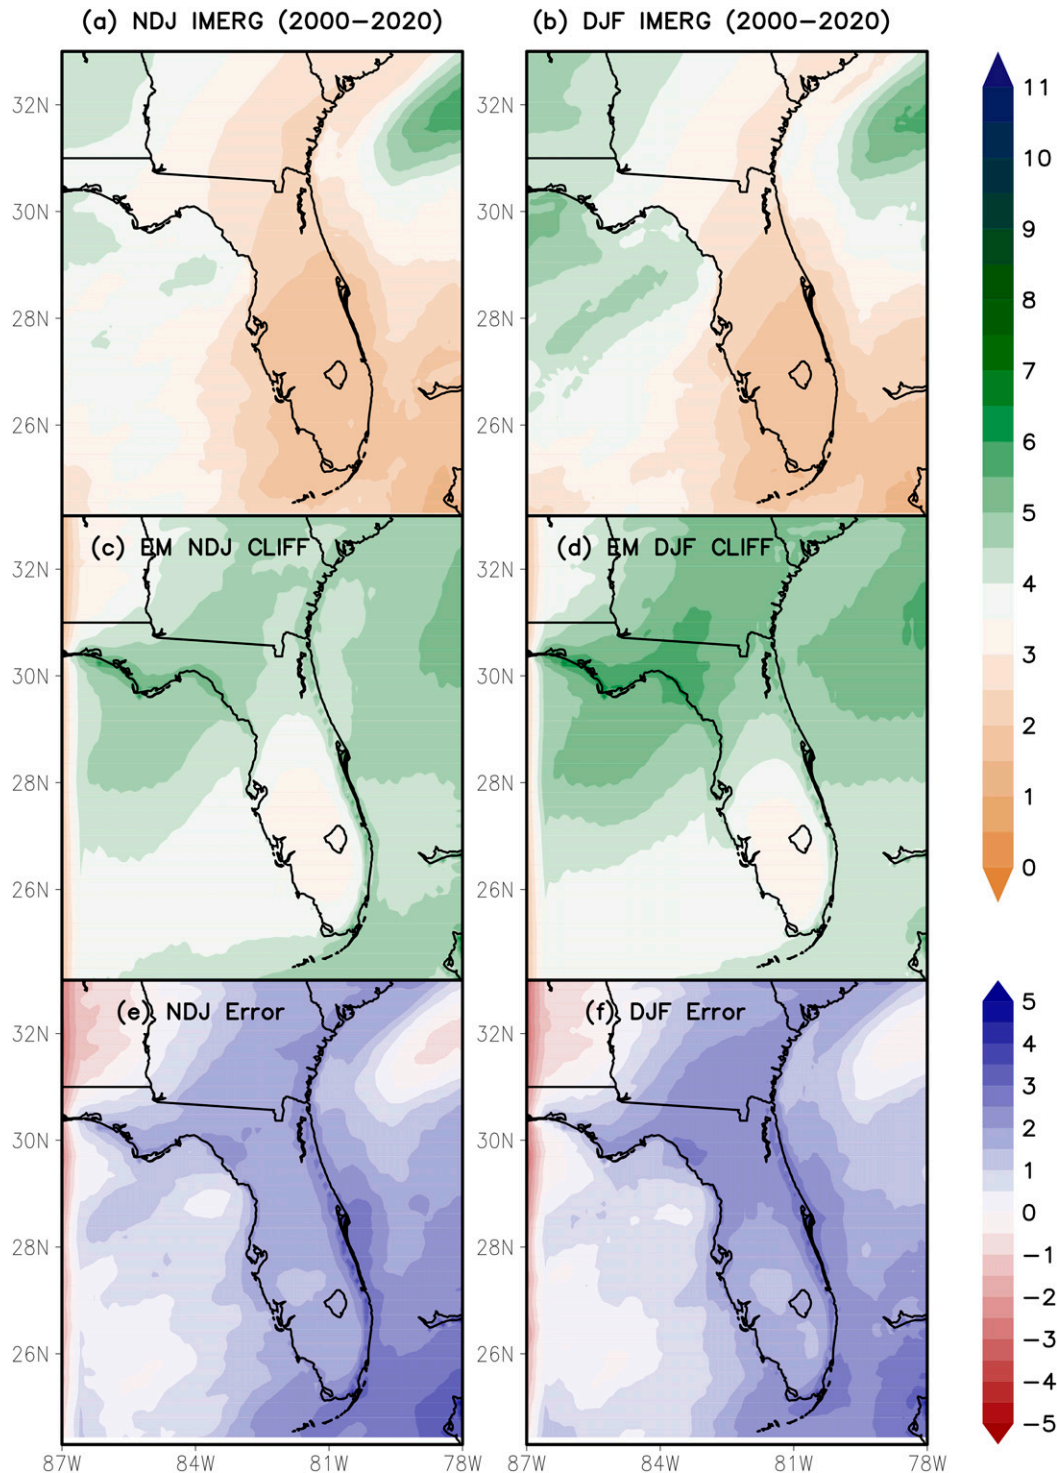 (a) NDJ IMERG (2000−2020)
(b) DJF IMERG (2000−2020)
32N
30N
28N
26N
32N
30N
28N
26N
11
10
9
8
7
6
5
4
3
2
1
0
(c) EM NDJ CLIFF
(d) EM DJF CLIFF
32N
30N
28N
26N
32N
30N
28N
26N
(e) NDJ Error
(f) DJF Error
32N
30N
28N
26N
32N
30N
28N
26N
5
4
3
2
1
0
−1
−2
−3
−4
−5
87W
84W
81W
78W
87W
84W
81W
78W